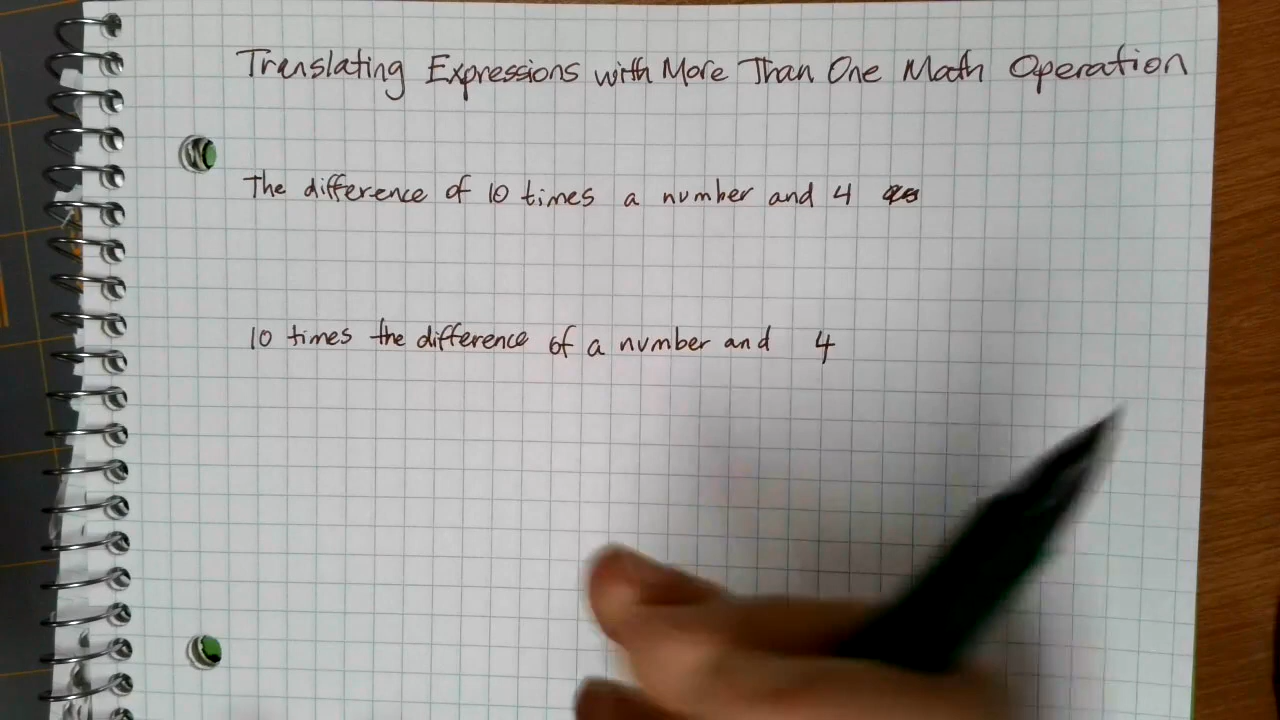 Translating Expressions with More Than One Math Operation
The difference of 10 times a number and 4
10 times the difference of a number and 4